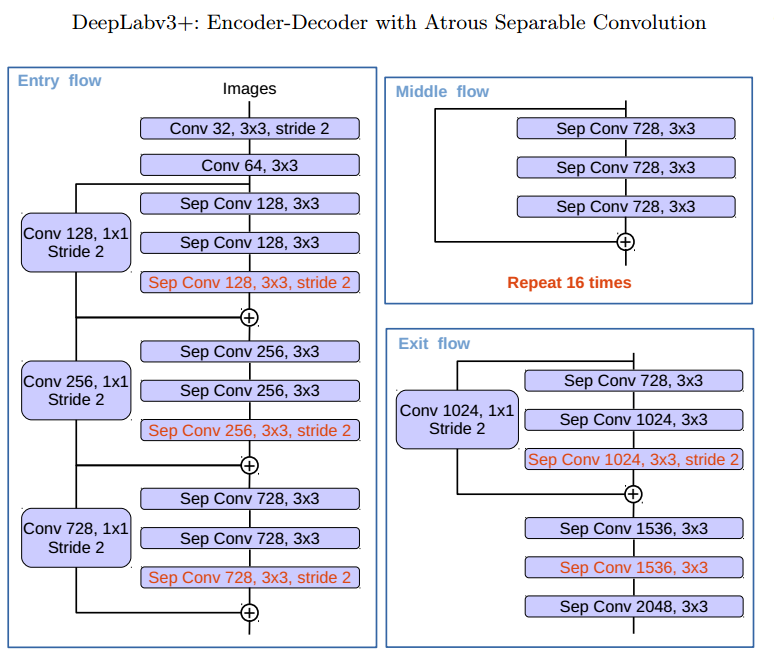 DeepLabv3+: Encoder-Decoder with Atrous Separable Convolution
Entry flow
Images
Conv 32, 3x3, stride 2
Conv 64, 3x3
Sep Conv 128, 3x3
Conv 128, 1x1
Stride 2
Sep Conv 128, 3x3
Sep Conv 128, 3x3, stride 2
Sep Conv 256, 3x3
Conv 256, 1x1
Stride 2
Sep Conv 256, 3x3
Sep Conv 256, 3x3, stride 2
Sep Conv 728, 3x3
Conv 728, 1x1
Stride 2
Sep Conv 728, 3x3
Sep Conv 728, 3x3, stride 2
Middle flow
Sep Conv 728, 3x3
Sep Conv 728, 3x3
Sep Conv 728, 3x3
Repeat 16 times
Exit flow
Sep Conv 728, 3x3
Conv 1024, 1x1
Stride 2
Sep Conv 1024, 3x3
Sep Conv 1024, 3x3, stride 2
Sep Conv 1536, 3x3
Sep Conv 1536, 3x3
Sep Conv 2048, 3x3